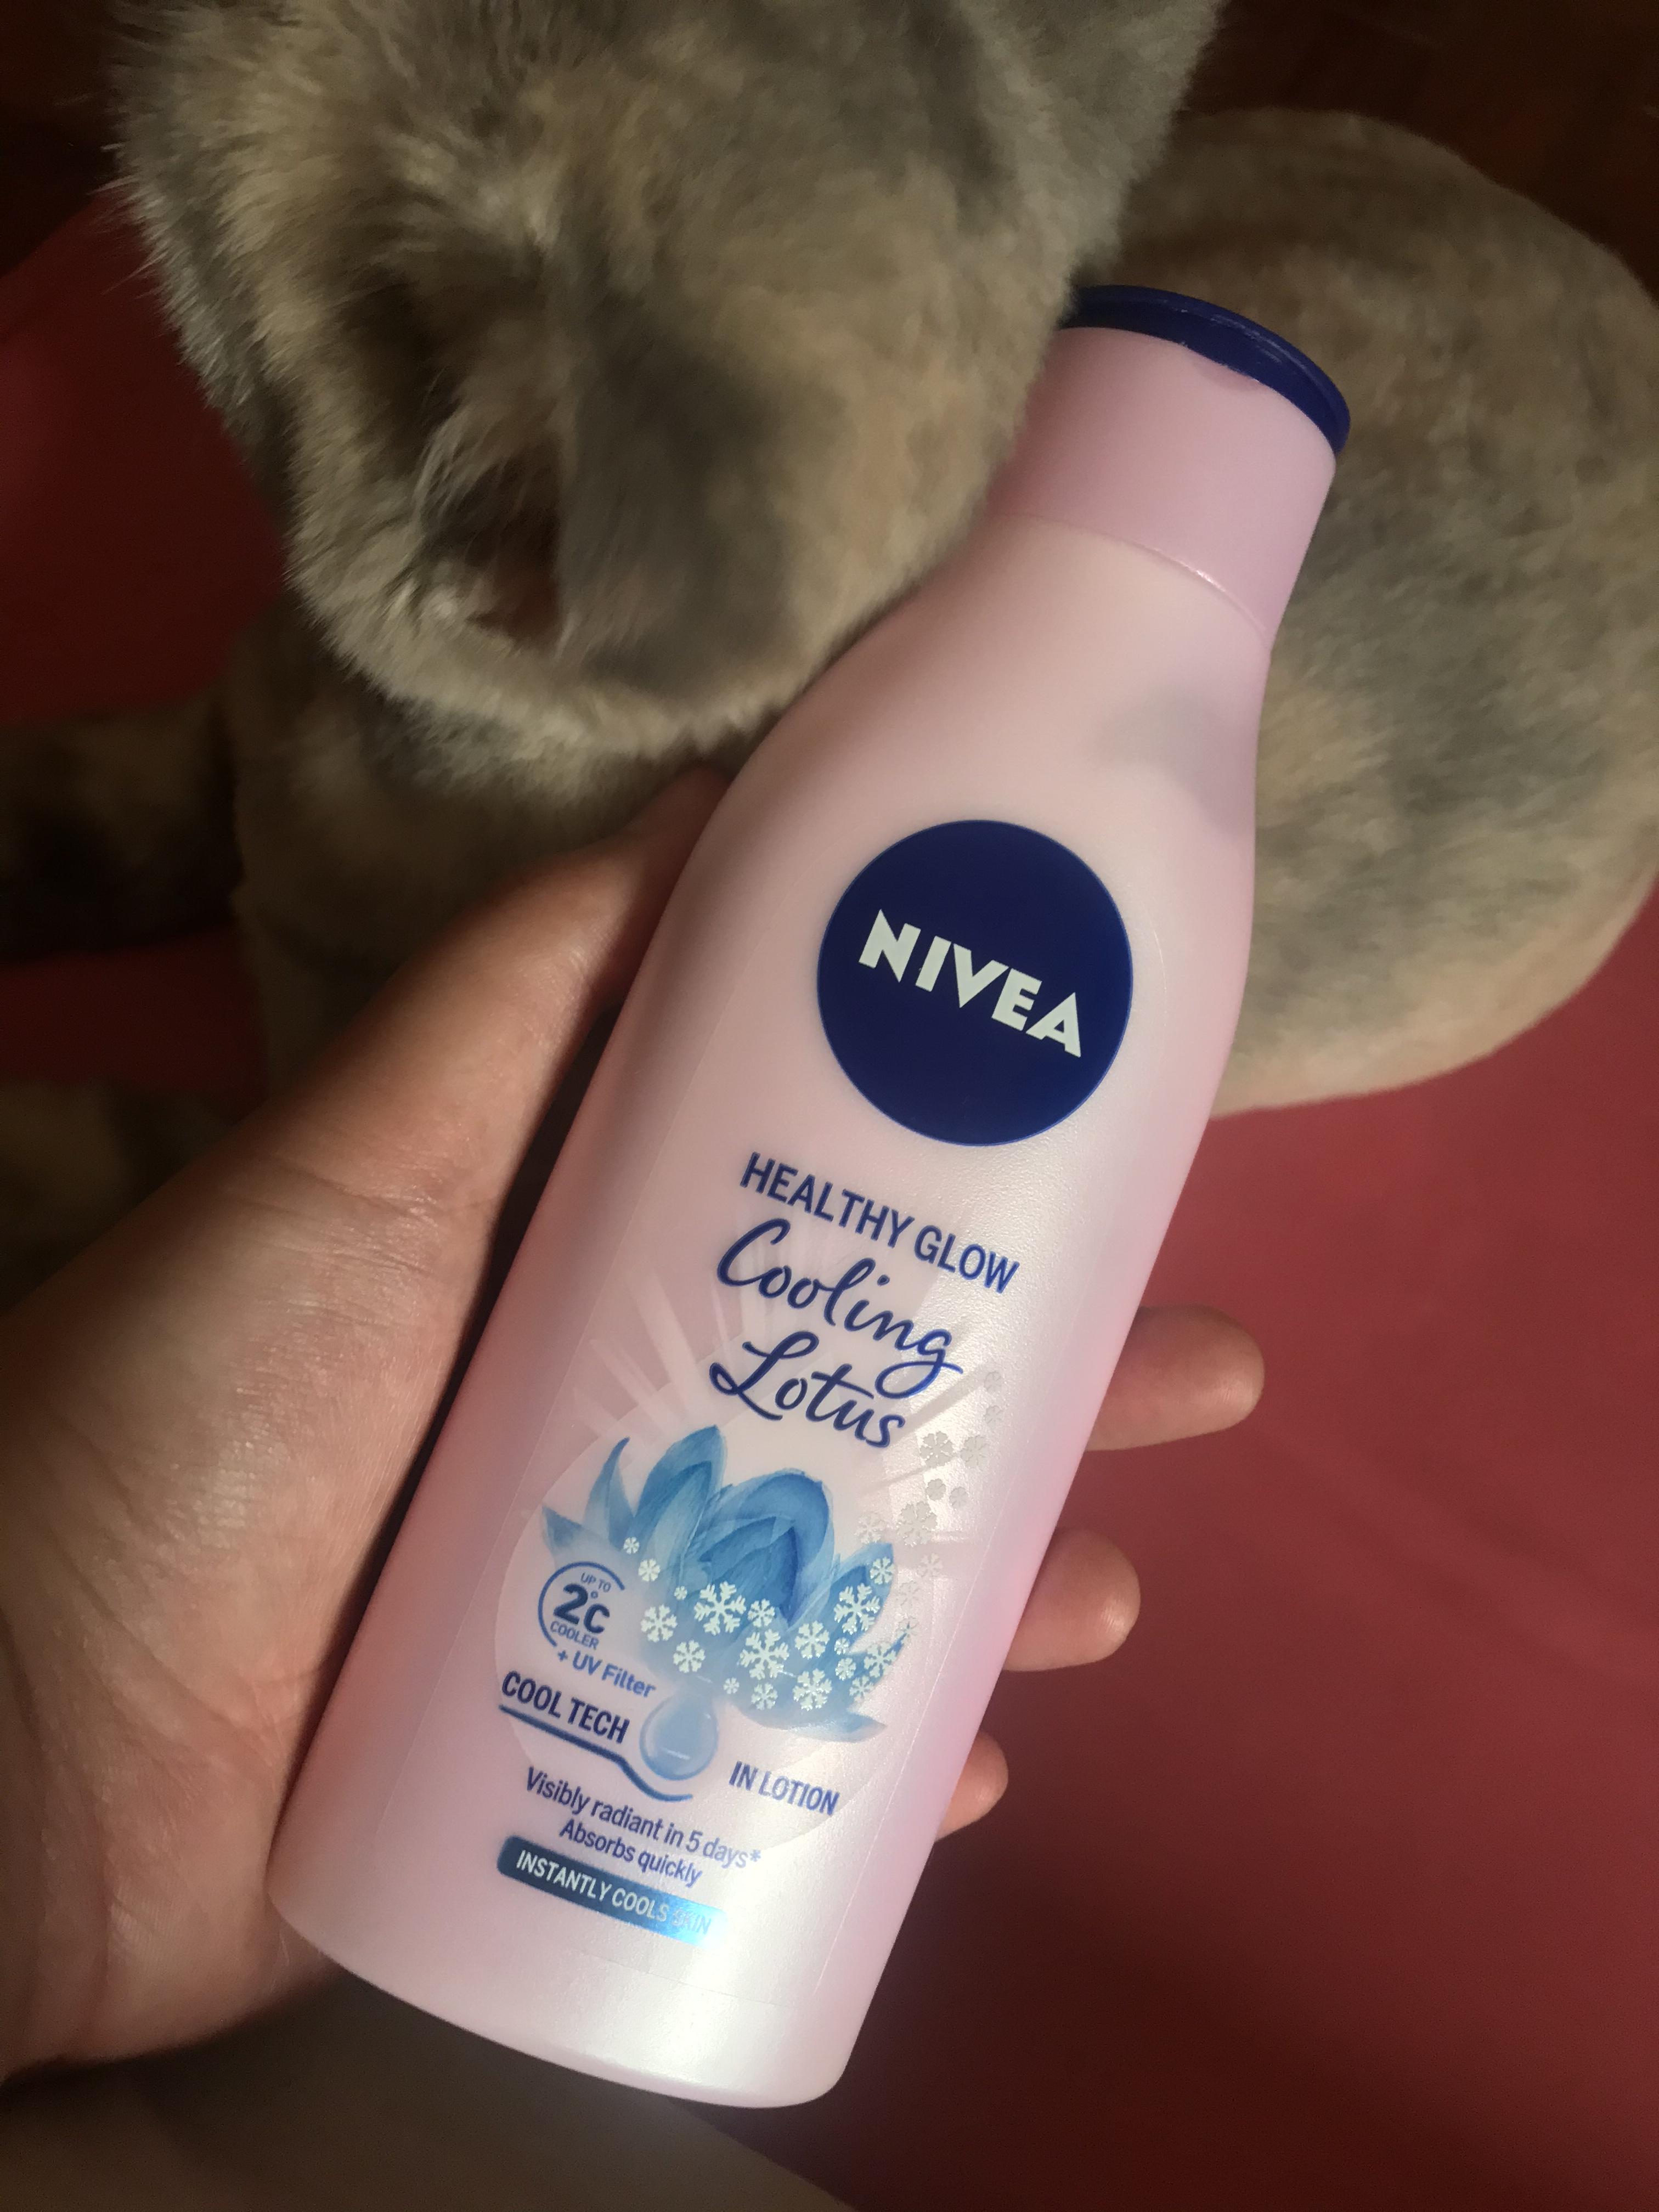 NIVEA
HEALTHY GLOW
Cooling
Lotus
UP TO
2°C
COOLER
+ UV Filter
COOL TECH
IN LOTION
Visibly radiant in 5 days*
Absorbs quickly
INSTANTLY COOLS SKIN